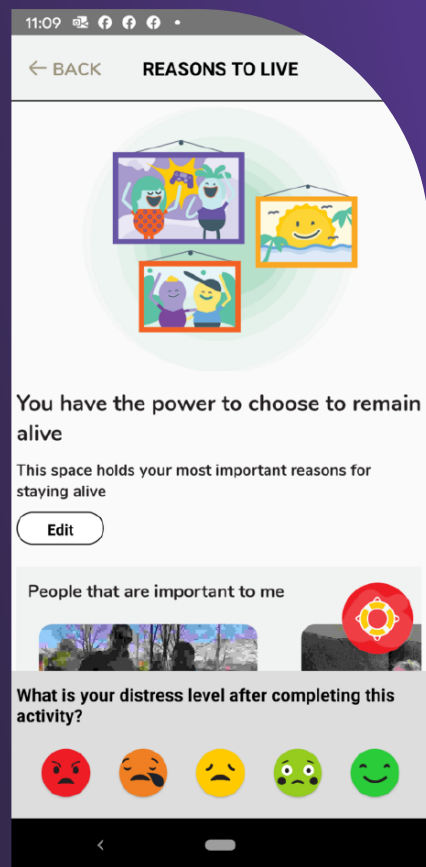 11:09
← BACK REASONS TO LIVE
You have the power to choose to remain
alive
This space holds your most important reasons for
staying alive
Edit
People that are important to me
What is your distress level after completing this
activity?